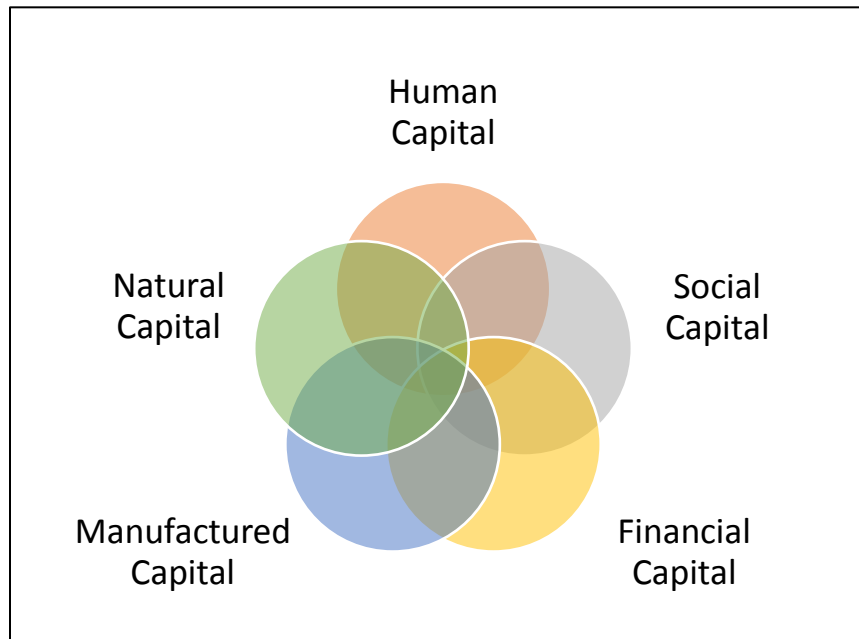 Human
Capital
Natural
Capital
Social
Capital
Manufactured
Capital
Financial
Capital